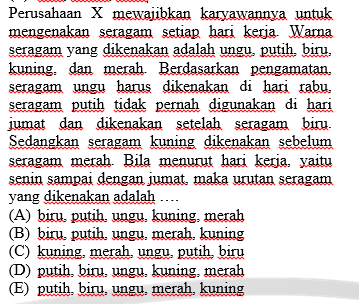 Perusahaan X mewajibkan karyawannya untuk
mengenakan seragam setiap hari kerja. Warna
seragam yang dikenakan adalah ungu, putih, biru,
kuning, dan merah. Berdasarkan pengamatan,
seragam ungu harus dikenakan di hari rabu,
seragam putih tidak pernah digunakan di hari
jumat dan dikenakan setelah seragam biru.
Sedangkan seragam kuning dikenakan sebelum
seragam merah. Bila menurut hari kerja, yaitu
senin sampai dengan jumat, maka urutan seragam
yang dikenakan adalah ....
(A) biru, putih, ungu, kuning, merah
(B) biru, putih, ungu, merah, kuning
(C) kuning, merah, ungu, putih, biru
(D) putih, biru, ungu, kuning, merah
(E) putih, biru, ungu, merah, kuning